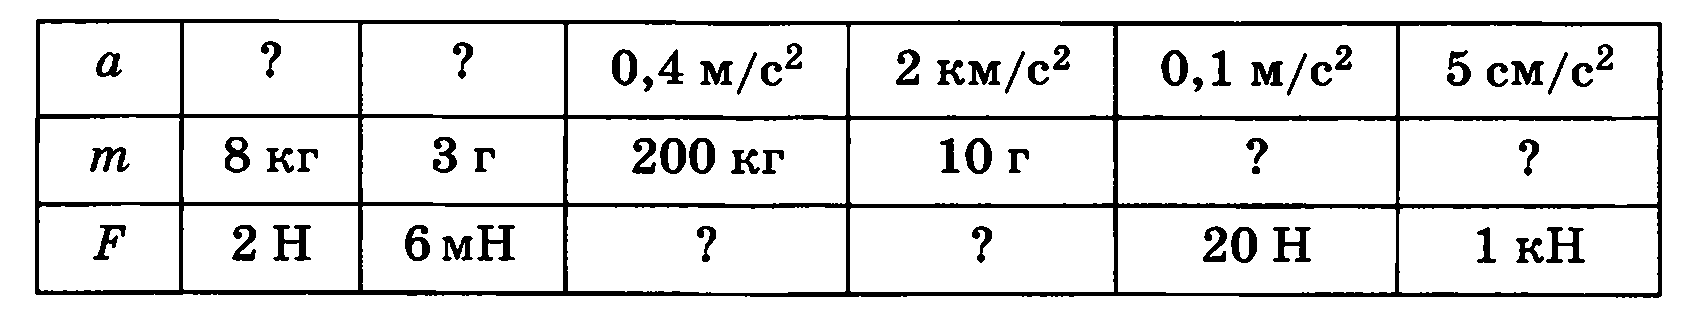 a ? ? 0,4 м/с² 2 км/с² 0,1 м/с² 5 см/с²
m 8 кг 3 г 200 кг 10 г ? ?
F 2 Н 6 мН ? ? 20 Н 1 кН